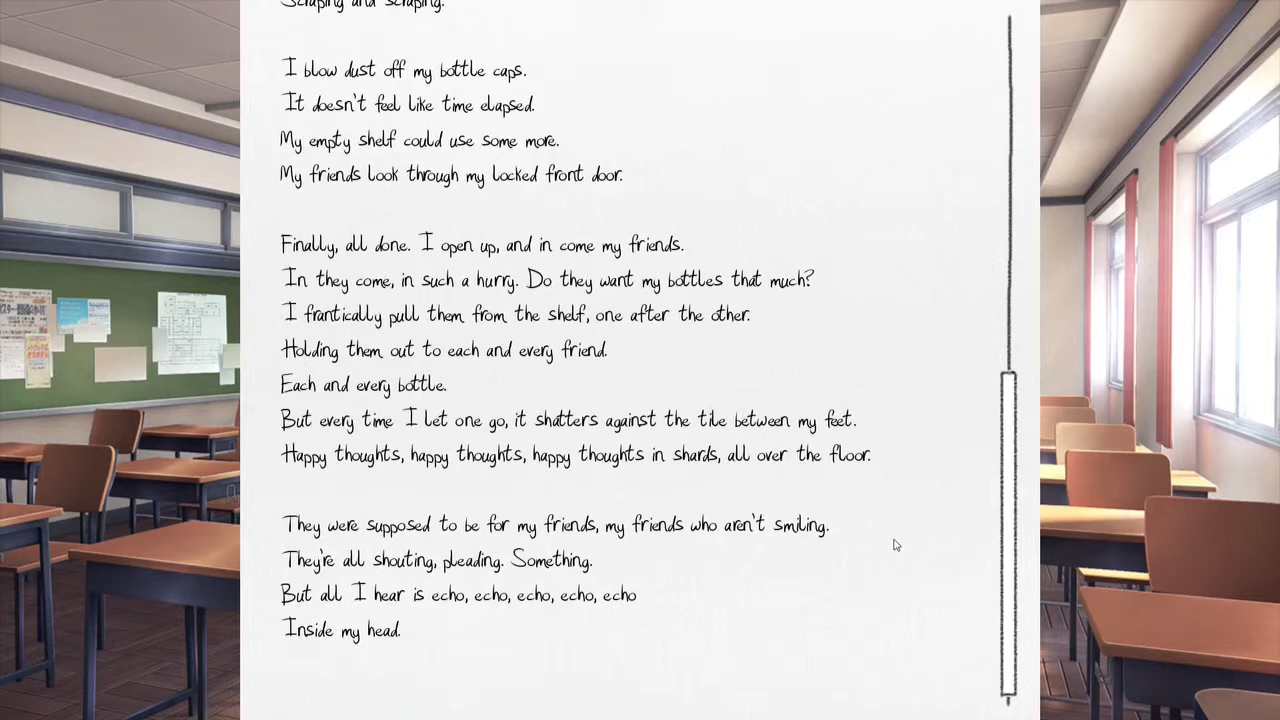 Scraping and scraping.
I blow dust off my bottle caps.
It doesn't feel like time elapsed.
My empty shelf could use some more.
My friends look through my locked front door.
Finally, all done. I open up, and in come my friends.
In they come, in such a hurry. Do they want my bottles that much?
I frantically pull them from the shelf, one after the other.
Holding them out to each and every friend.
Each and every bottle.
But every time I let one go, it shatters against the tile between my feet.
Happy thoughts, happy thoughts, happy thoughts in shards, all over the floor.
They were supposed to be for my friends, my friends who aren't smiling.
They're all shouting, pleading. Something.
But all I hear is echo, echo, echo, echo, echo
Inside my head.